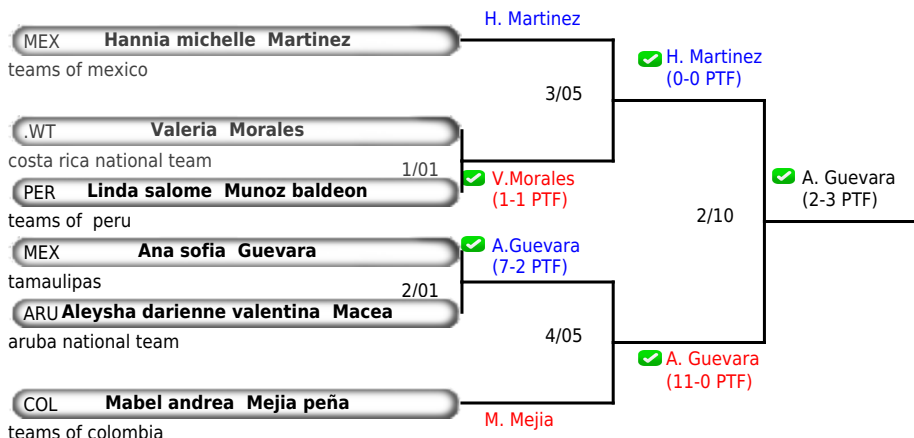 H. Martinez
MEX Hannia michelle Martinez
teams of mexico
H. Martinez
(0-0 PTF)
3/05
.WT Valeria Morales
costa rica national team
1/01
V.Morales
(1-1 PTF)
PER Linda salome Munoz baldeon
teams of peru
A. Guevara
(2-3 PTF)
2/10
MEX Ana sofia Guevara
tamaulipas
A.Guevara
(7-2 PTF)
2/01
ARU Aleysha darienne valentina Macea
aruba national team
4/05
A. Guevara
(11-0 PTF)
COL Mabel andrea Mejia peña
teams of colombia
M. Mejia